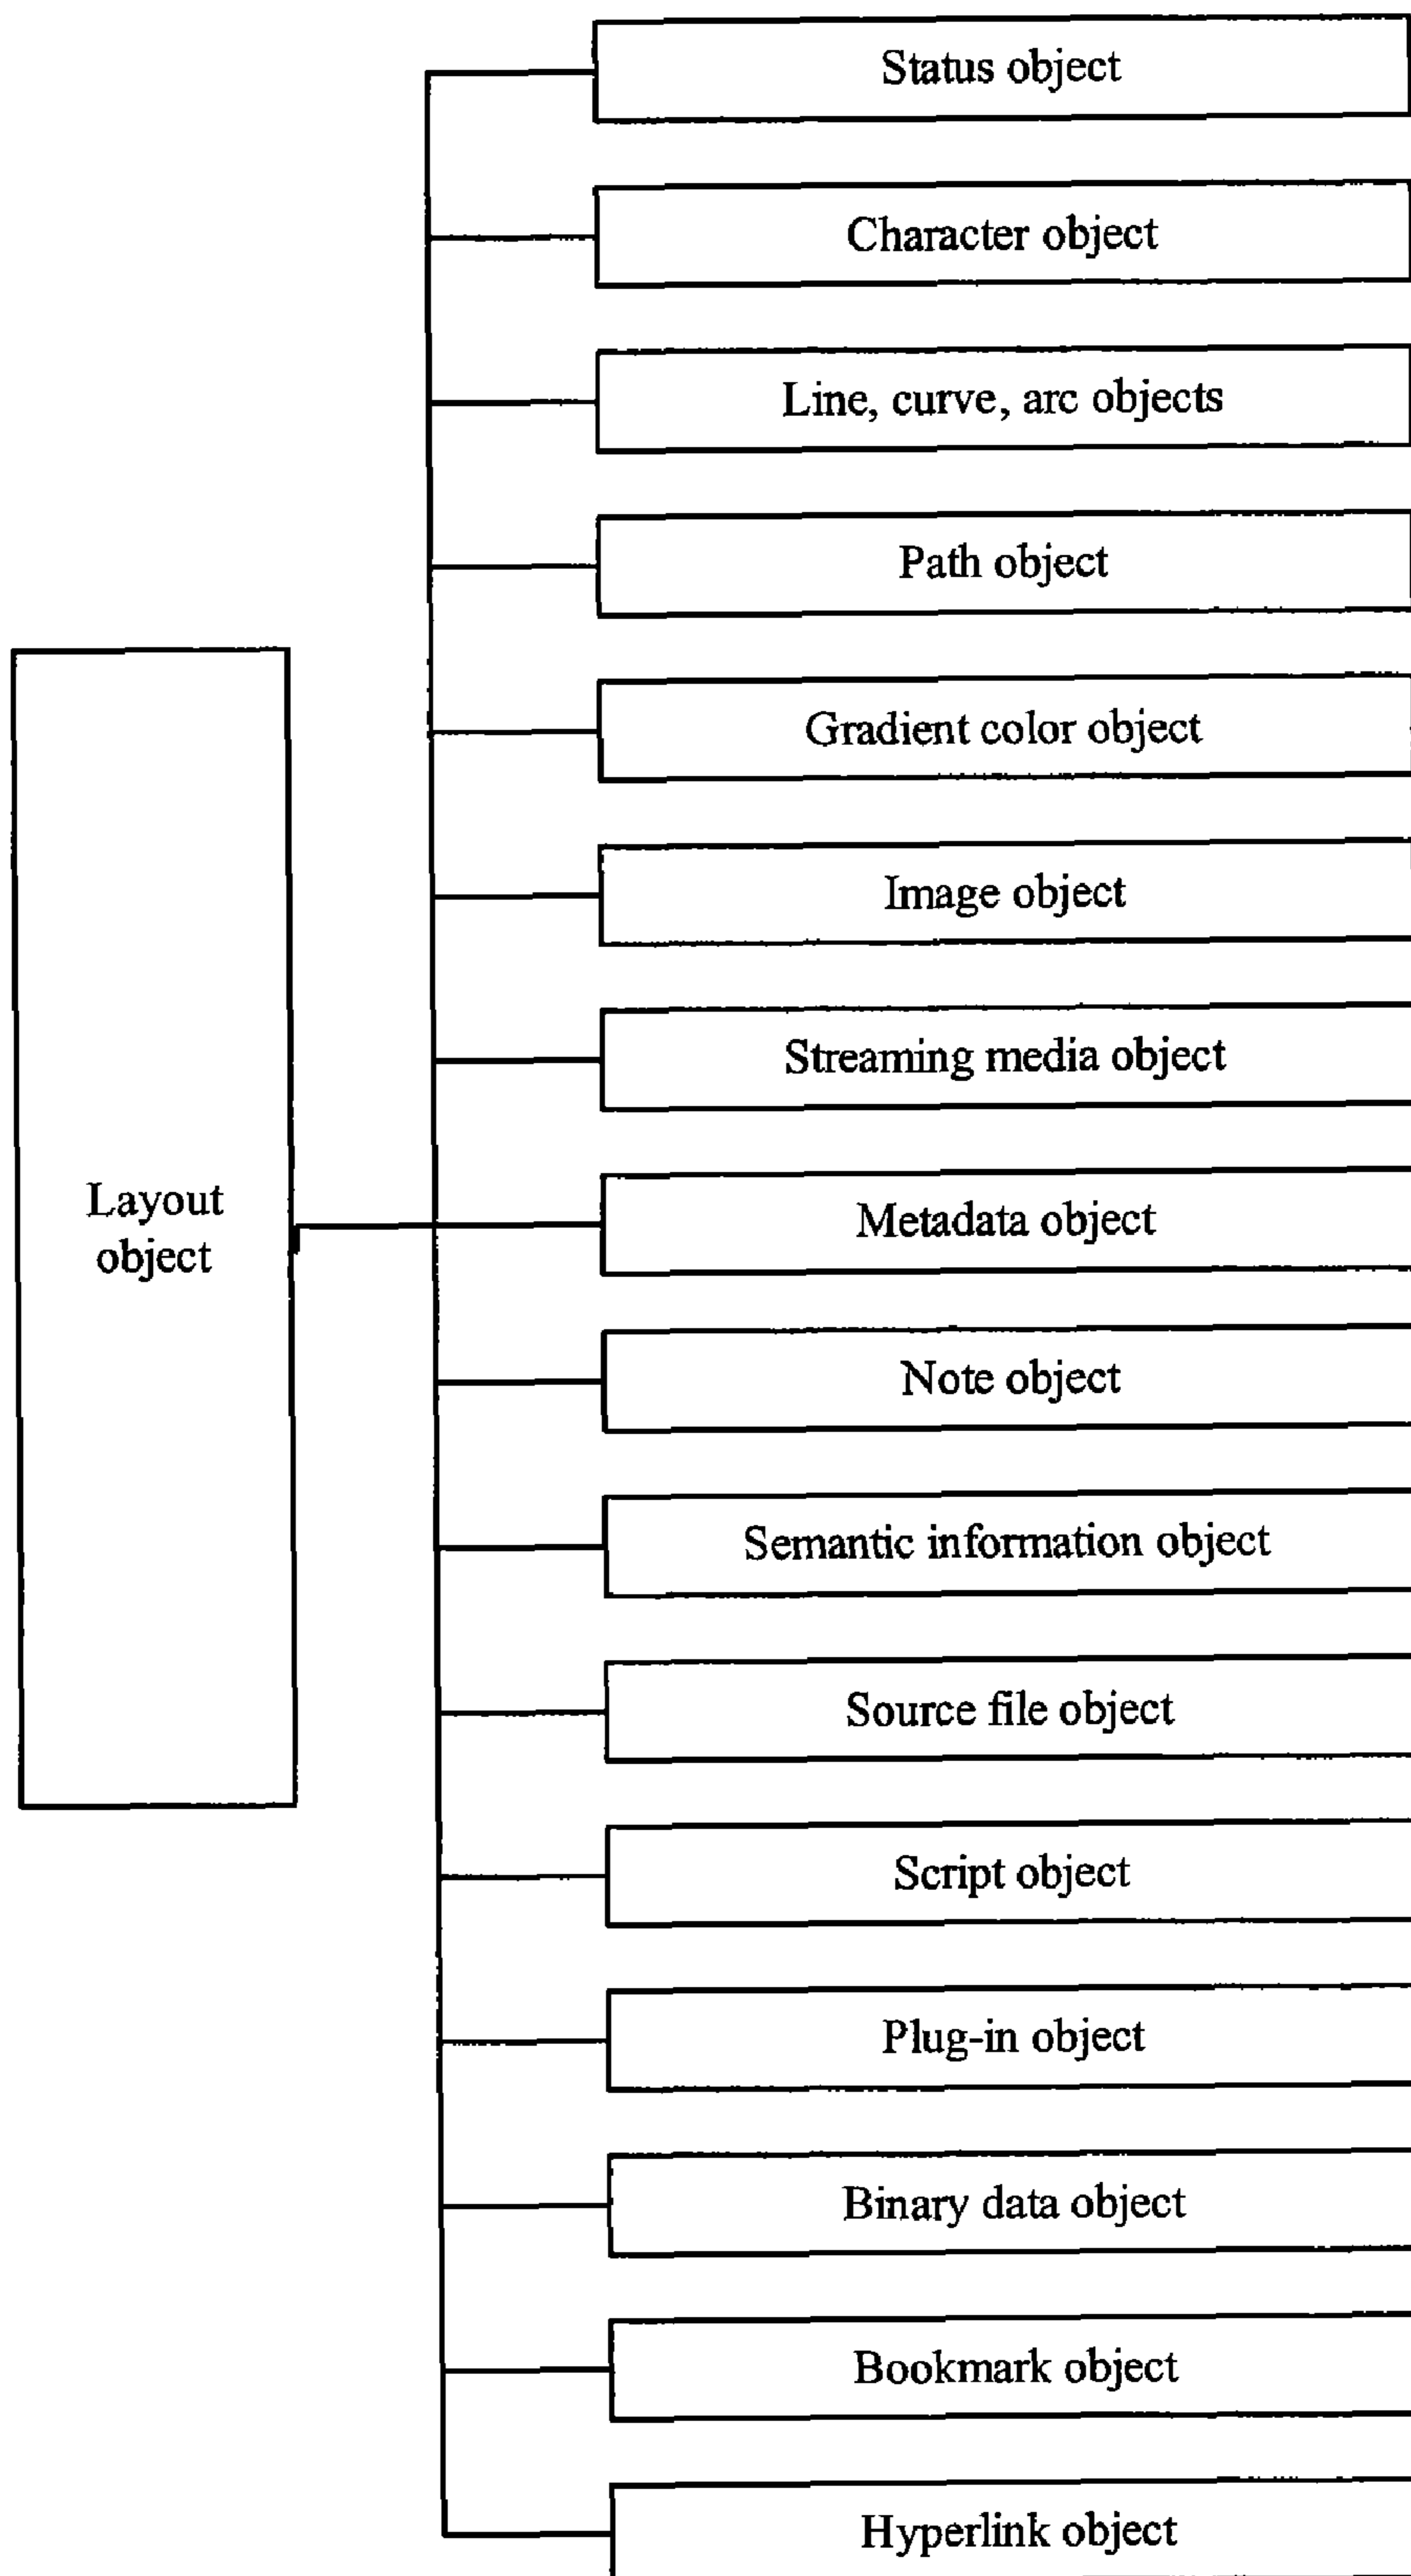 Status object
Character object
Line, curve, arc objects
Path object
Gradient color object
Image object
Streaming media object
Layout
object
Metadata object
Note object
Semantic information object
Source file object
Script object
Plug-in object
Binary data object
Bookmark object
Hyperlink object